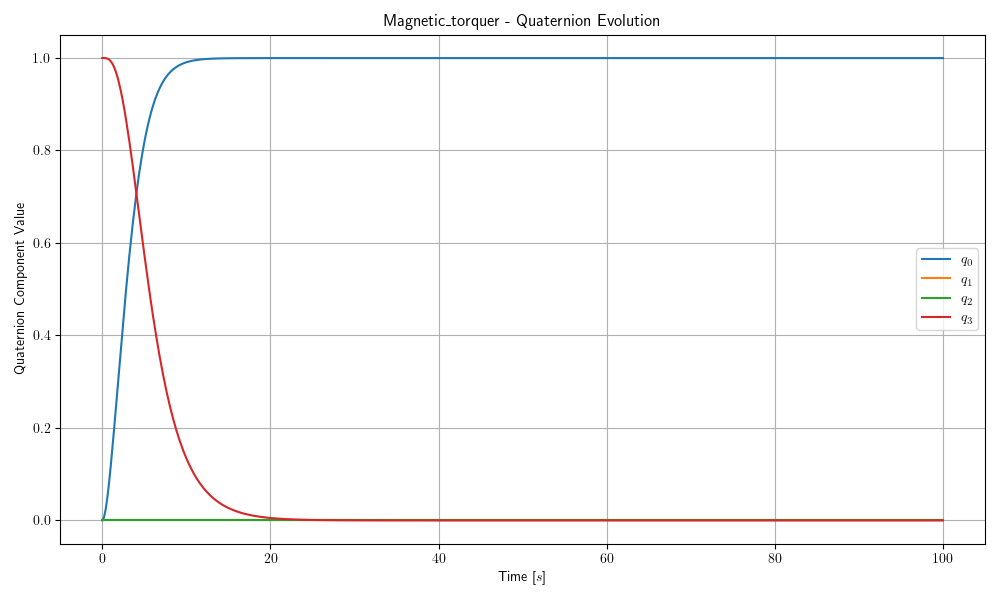 Magnetic_torquer - Quaternion Evolution
Quaternion Component Value
1.0
0.8
0.6
0.4
0.2
0.0
q0
q1
q2
q3
0 20 40 60 80 100
Time [s]